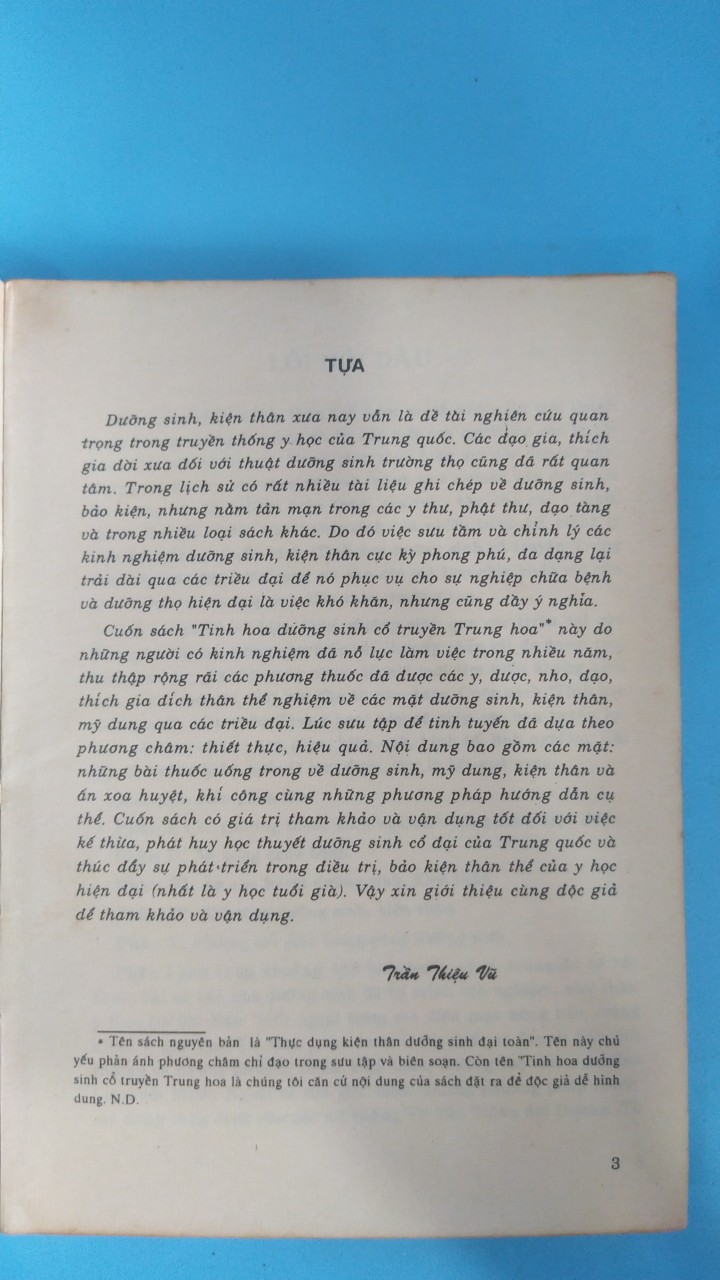 TỰA
Dưỡng sinh, kiện thân xưa nay vẫn là đề tài nghiên cứu quan
trọng trong truyền thống y học của Trung quốc. Các đạo gia, thích
gia đời xưa đối với thuật dưỡng sinh trường thọ cũng đã rất quan
tâm. Trong lịch sử có rất nhiều tài liệu ghi chép về dưỡng sinh,
bảo kiện, nhưng nằm tản mạn trong các y thư, phật thư, đạo tàng
và trong nhiều loại sách khác. Do đó việc sưu tầm và chỉnh lý các
kinh nghiệm dưỡng sinh, kiện thân cực kỳ phong phú, đa dạng lại
trải dài qua các triều đại để nó phục vụ cho sự nghiệp chữa bệnh
và dưỡng thọ hiện đại là việc khó khăn, nhưng cũng đầy ý nghĩa.
Cuốn sách "Tinh hoa dưỡng sinh cổ truyền Trung hoa"* này do
những người có kinh nghiệm đã nỗ lực làm việc trong nhiều năm,
thu thập rộng rãi các phương thuốc đã được các y, dược, nho, đạo,
thích gia đích thân thể nghiệm về các mặt dưỡng sinh, kiện thân,
mỹ dung qua các triều đại. Lúc sưu tập để tinh tuyển đã dựa theo
phương châm: thiết thực, hiệu quả. Nội dung bao gồm các mặt:
những bài thuốc uống trong về dưỡng sinh, mỹ dung, kiện thân và
ấn xoa huyệt, khí công cùng những phương pháp hướng dẫn cụ
thể. Cuốn sách có giá trị tham khảo và vận dụng tốt đối với việc
kế thừa, phát huy học thuyết dưỡng sinh cổ đại của Trung quốc và
thúc đẩy sự phát triển trong điều trị, bảo kiện thân thể của y học
hiện đại (nhất là y học tuổi già). Vậy xin giới thiệu cùng độc giả
để tham khảo và vận dụng.
Trần Thiệu Vũ
* Tên sách nguyên bản là "Thực dụng kiện thân dưỡng sinh đại toàn". Tên này chủ
yếu phản ánh phương châm chỉ đạo trong sưu tập và biên soạn. Còn tên "Tinh hoa dưỡng
sinh cổ truyền Trung hoa là chúng tôi căn cứ nội dung của sách đặt ra để độc giả dễ hình
dung. N.D.
3